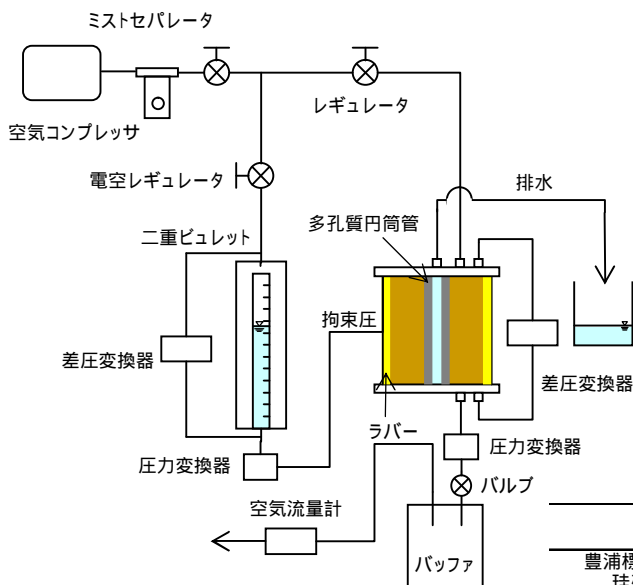 ミストセパレータ
空気コンプレッサ
レギュレータ
電空レギュレータ
排水
多孔質円筒管
二重ビュレット
拘束圧
差圧変換器
差圧変換器
ラバー
圧力変換器
圧力変換器
バルブ
空気流量計
バッファ
豊浦標